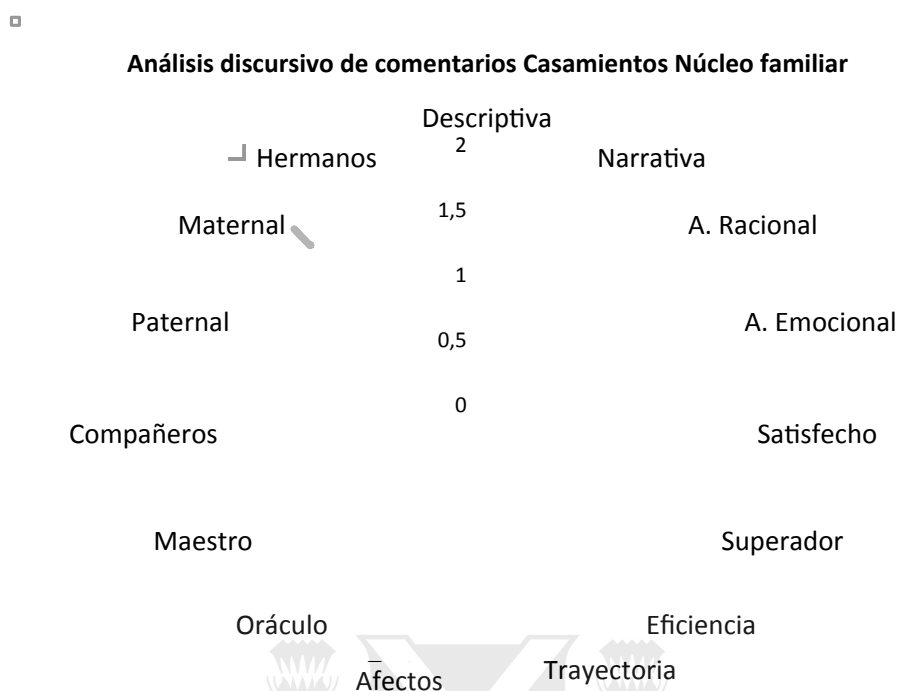 Análisis discursivo de comentarios Casamientos Núcleo familiar
Descriptiva
2
Hermanos
Narrativa
1,5
Maternal
A. Racional
1
Paternal
A. Emocional
0,5
0
Compañeros
Satisfecho
Maestro
Superador
Oráculo
Eficiencia
Afectos
Trayectoria